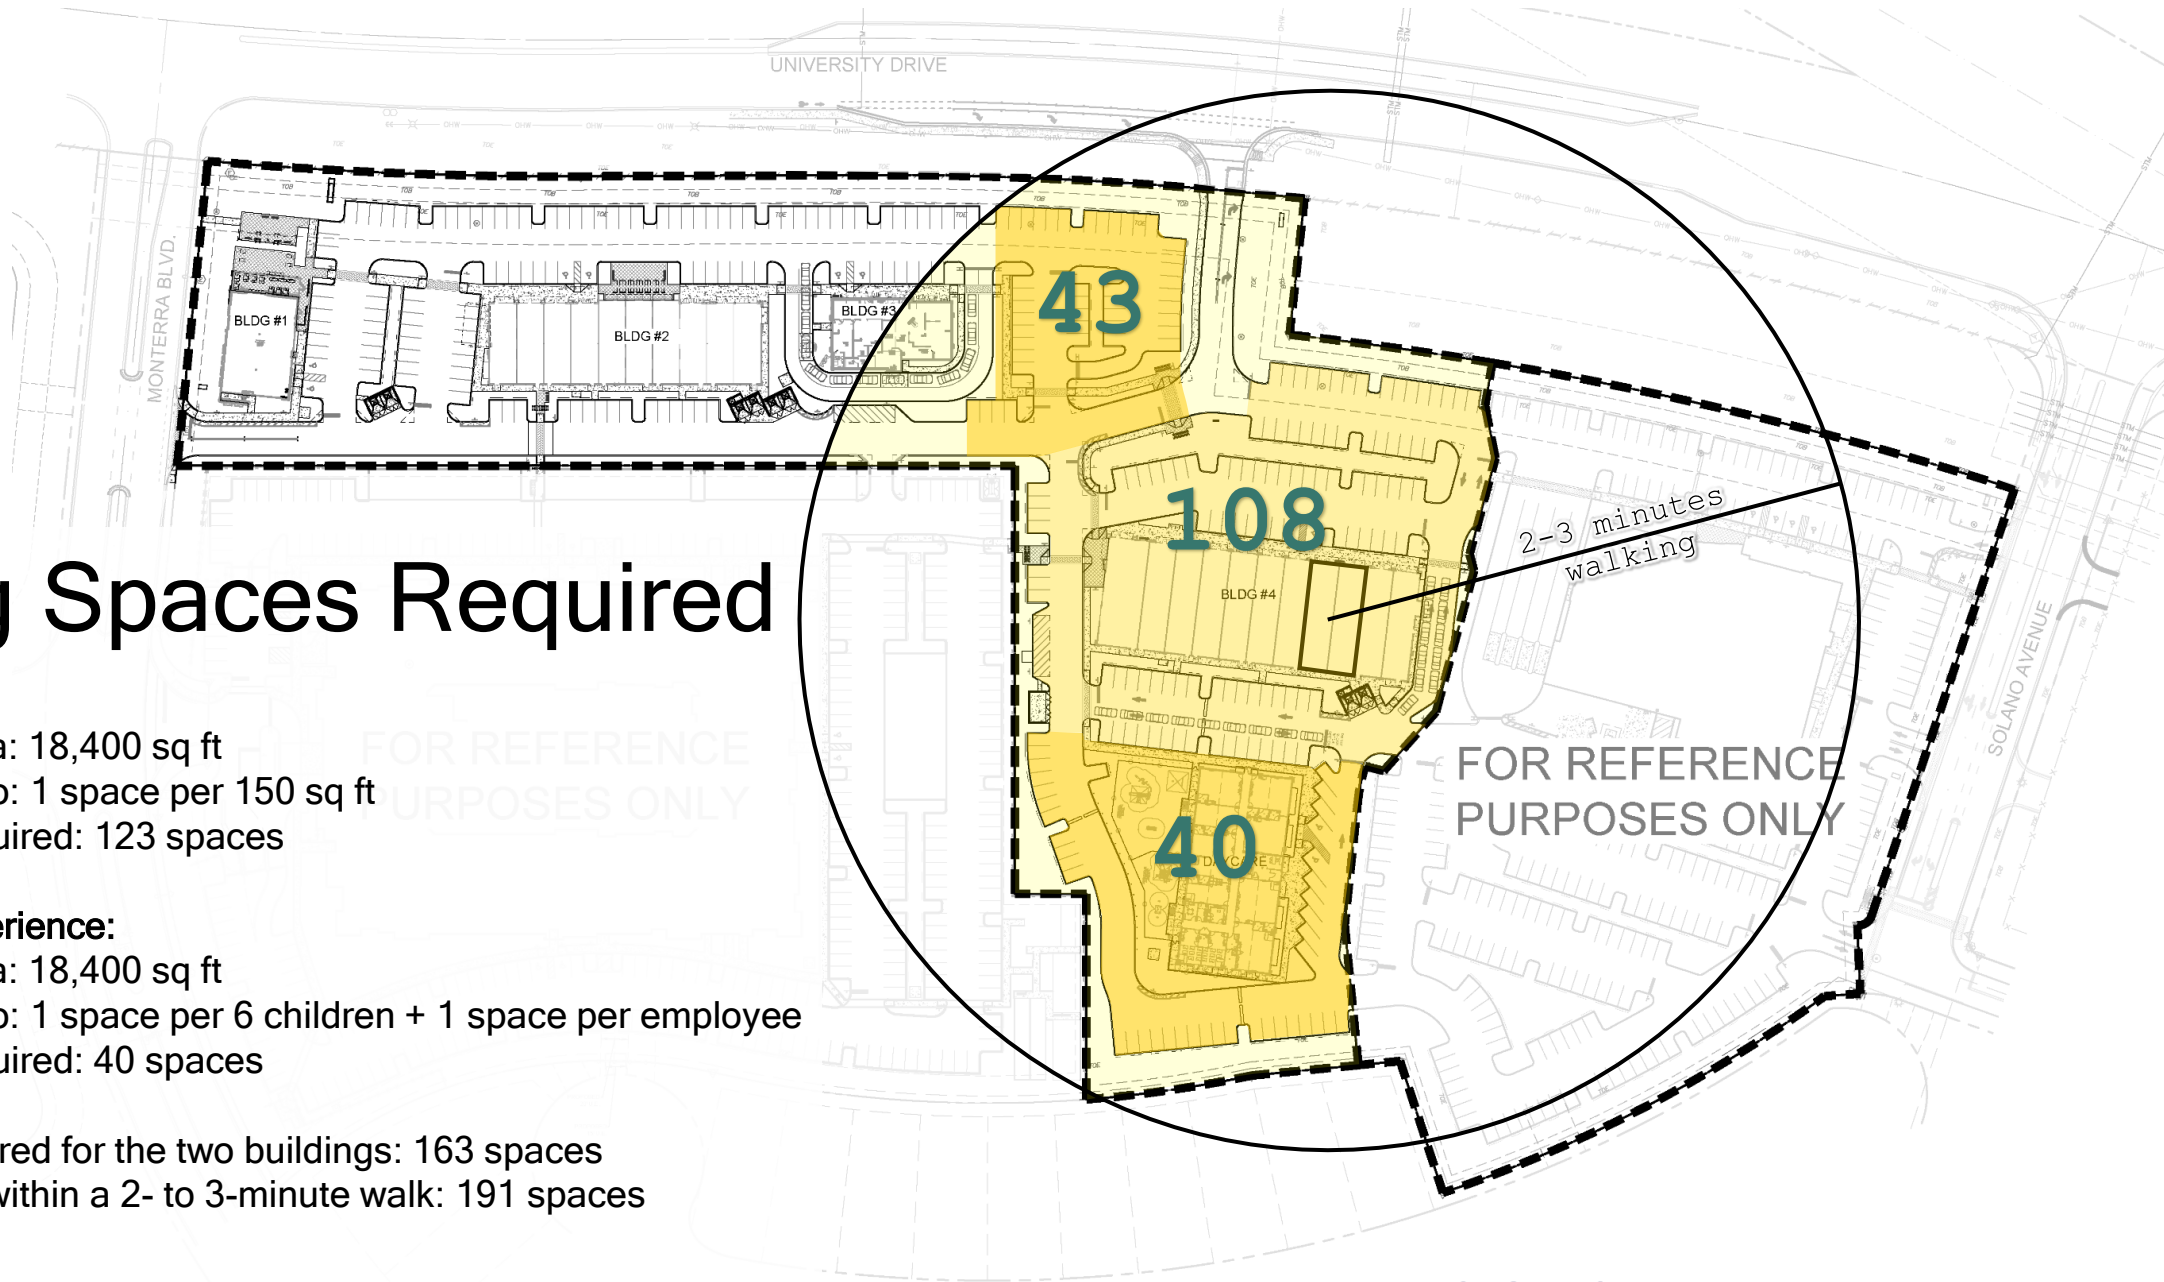 UNIVERSITY DRIVE
MONTERRA BLVD.
BLDG #1
BLDG #2
BLDG #3
43
108
BLDG #4
2-3 minutes
walking
SOLANO AVENUE
g Spaces Required
a: 18,400 sq ft
o: 1 space per 150 sq ft
uired: 123 spaces
FOR REFERENCE
PURPOSES ONLY
erience:
a: 18,400 sq ft
o: 1 space per 6 children + 1 space per employee
uired: 40 spaces
red for the two buildings: 163 spaces
within a 2- to 3-minute walk: 191 spaces
40
DAYCARE
FOR REFERENCE
PURPOSES ONLY